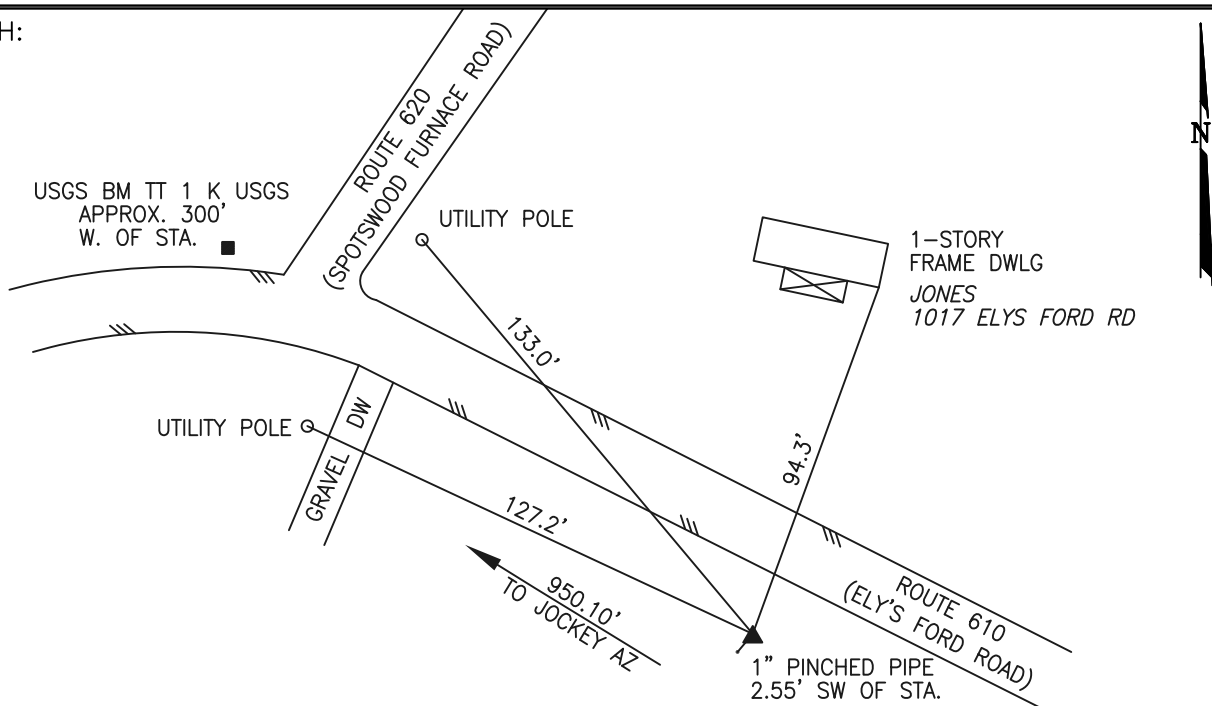 H:
ROUTE 620
(SPOTSWOOD FURNACE ROAD)
N
USGS BM TT 1 K USGS
APPROX. 300'
W. OF STA.
UTILITY POLE
1-STORY
FRAME DWLG
JONES
1017 ELYS FORD RD
133.0'
UTILITY POLE
GRAVEL DW
94.3'
127.2'
950.10'
TO JOCKEY AZ
ROUTE 610
(ELY'S FORD ROAD)
1" PINCHED PIPE
2.55' SW OF STA.